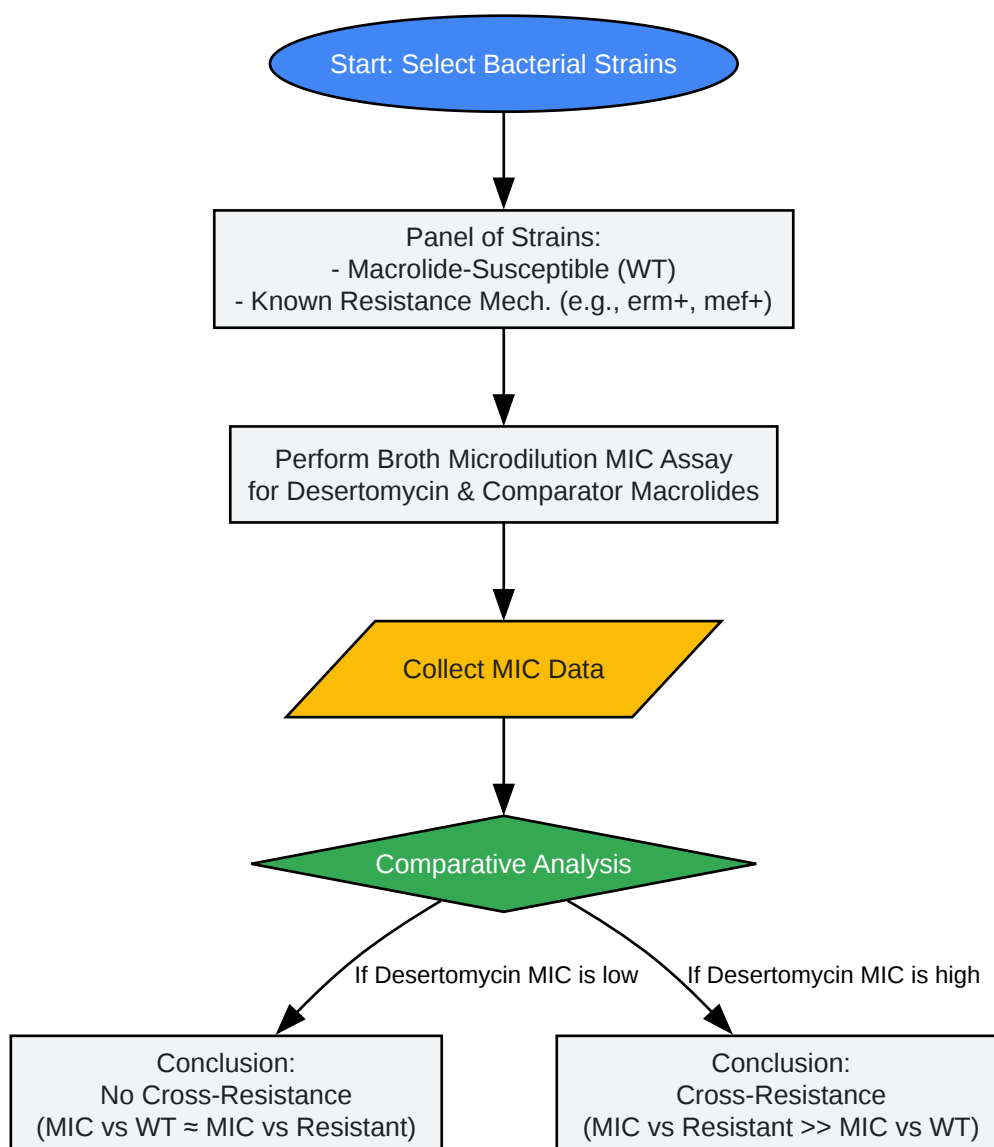 Start: Select Bacterial Strains
Panel of Strains:
- Macrolide-Susceptible (WT)
- Known Resistance Mech. (e.g., erm+, mef+)
Perform Broth Microdilution MIC Assay
for Desertomycin & Comparator Macrolides
Collect MIC Data
Comparative Analysis
If Desertomycin MIC is low
If Desertomycin MIC is high
Conclusion:
No Cross-Resistance
(MIC vs WT ≈ MIC vs Resistant)
Conclusion:
Cross-Resistance
(MIC vs Resistant >> MIC vs WT)